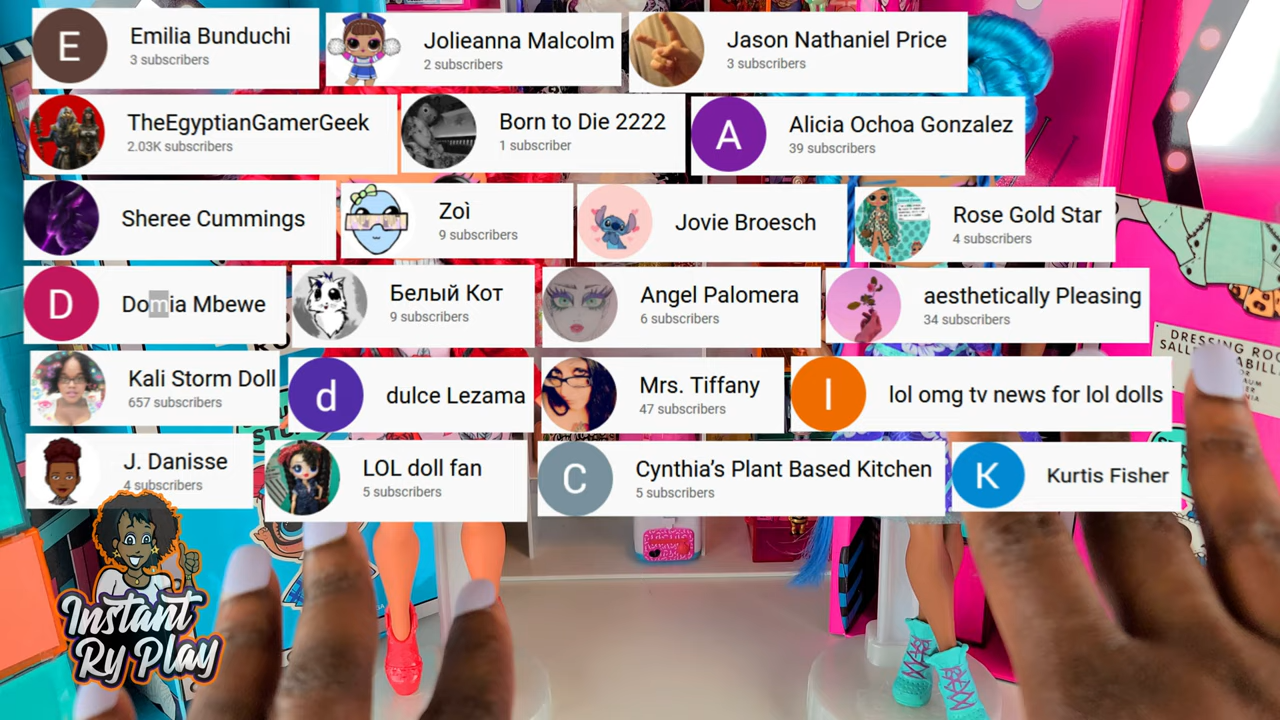 E
Emilia Bunduchi
3 subscribers
Jolieanna Malcolm
2 subscribers
Jason Nathaniel Price
3 subscribers
TheEgyptianGamerGeek
2.03K subscribers
Born to Die 2222
1 subscriber
A
Alicia Ochoa Gonzalez
39 subscribers
Sheree Cummings
Zoì
9 subscribers
Jovie Broesch
Rose Gold Star
4 subscribers
D
Domia Mbewe
Белый Кот
9 subscribers
Angel Palomera
6 subscribers
aesthetically Pleasing
34 subscribers
Kali Storm Doll
657 subscribers
d
dulce Lezama
Mrs. Tiffany
47 subscribers
l
lol omg tv news for lol dolls
J. Danisse
4 subscribers
LOL doll fan
5 subscribers
C
Cynthia’s Plant Based Kitchen
5 subscribers
K
Kurtis Fisher
DRESSING
Instant
Ry Play